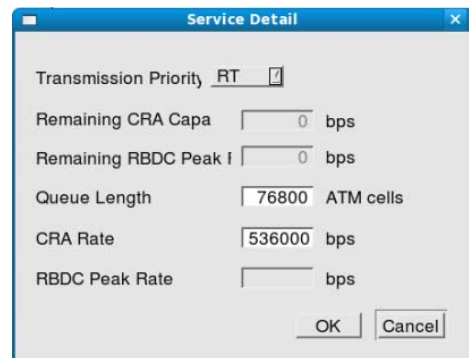 Service Detail
Transmission Priority RT
Remaining CRA Capa 0 bps
Remaining RBDC Peak 0 bps
Queue Length 76800 ATM cells
CRA Rate 536000 bps
RBDC Peak Rate bps
OK Cancel